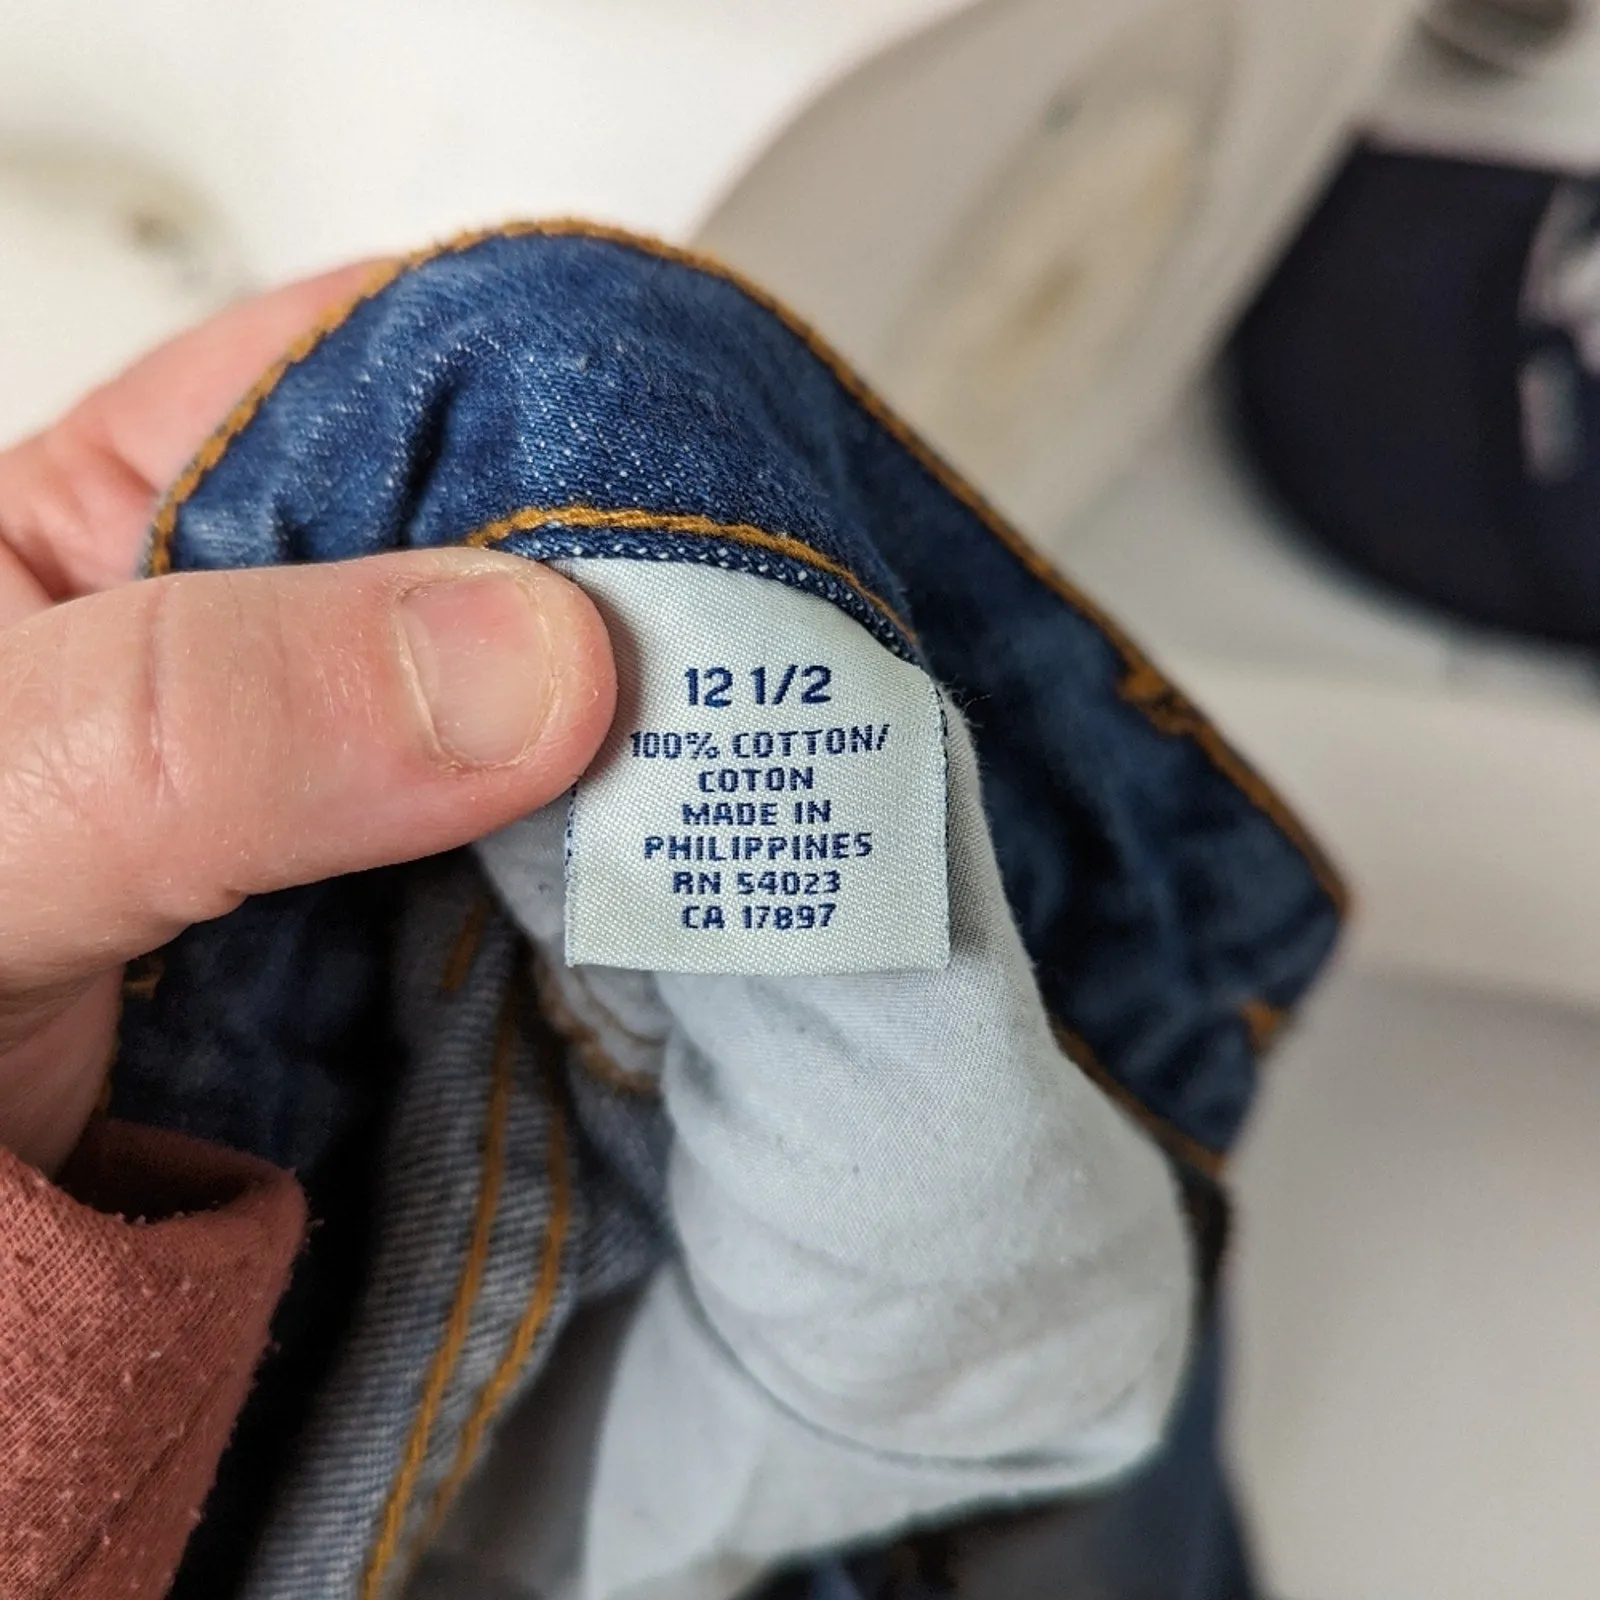 12 1/2
100% COTTON/
COTON
MADE IN
PHILIPPINES
RN 54023
CA 17897